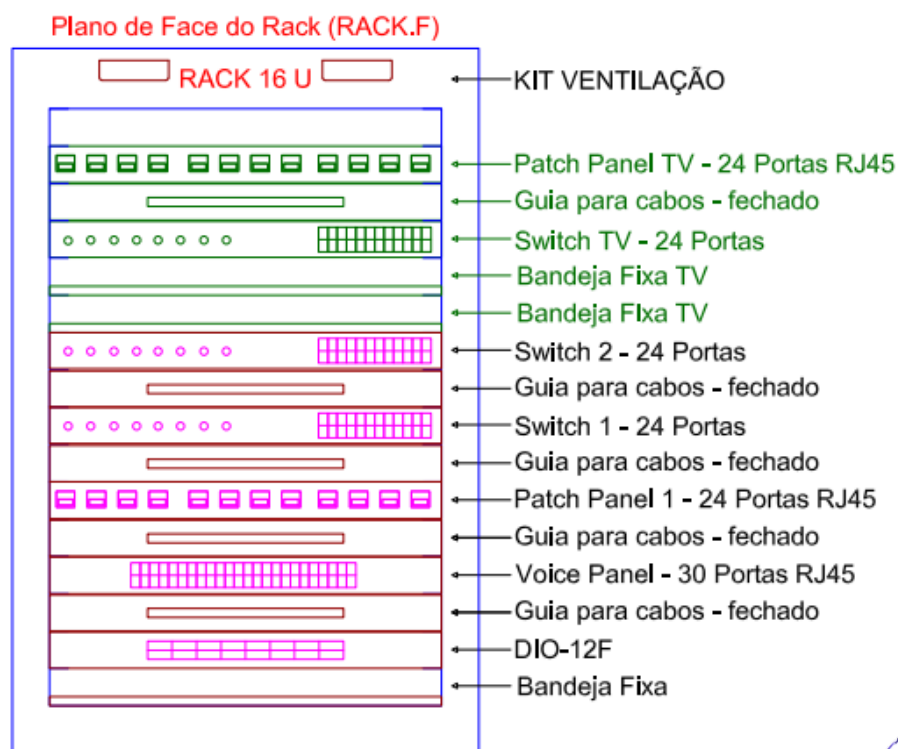 Plano de Face do Rack (RACK.F)
RACK 16 U
KIT VENTILAÇÃO
Patch Panel TV - 24 Portas RJ45
Guia para cabos - fechado
Switch TV - 24 Portas
Bandeja Fixa TV
Bandeja FIxa TV
Switch 2 - 24 Portas
Guia para cabos - fechado
Switch 1 - 24 Portas
Guia para cabos - fechado
Patch Panel 1 - 24 Portas RJ45
Guia para cabos - fechado
Voice Panel - 30 Portas RJ45
Guia para cabos - fechado
DIO-12F
Bandeja Fixa